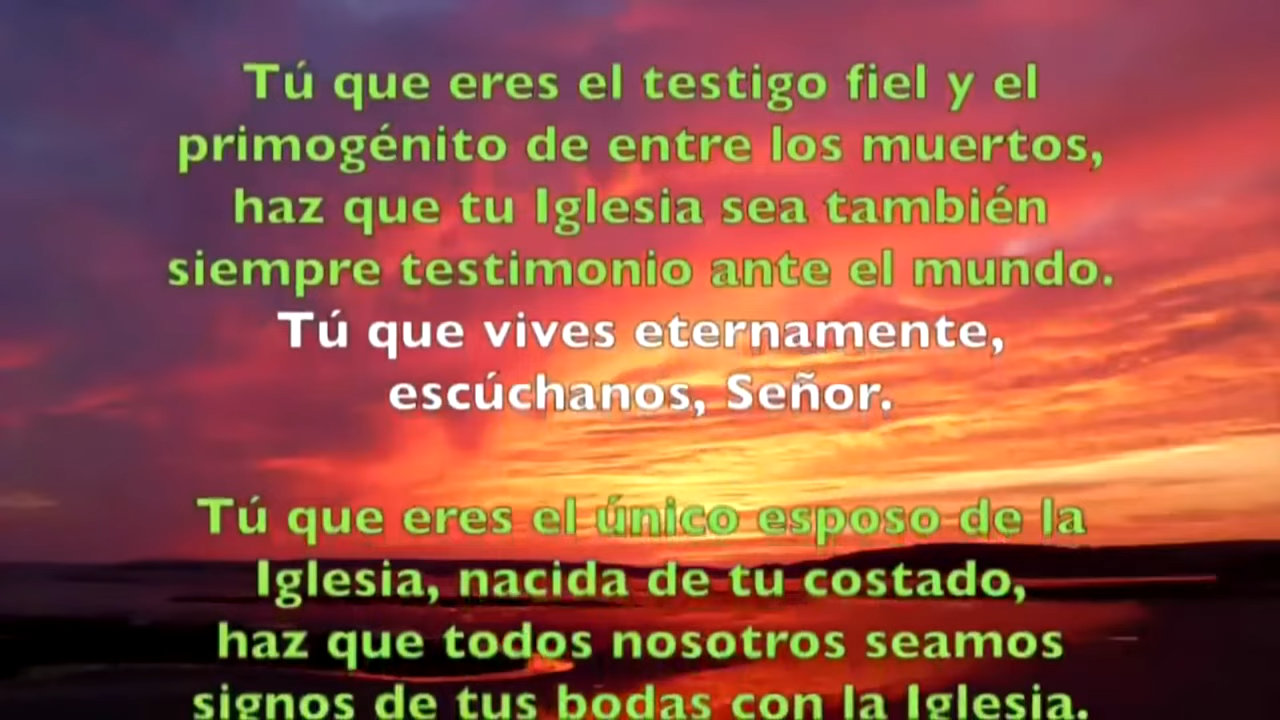 Tú que eres el testigo fiel y el
primogénito de entre los muertos,
haz que tu Iglesia sea también
siempre testimonio ante el mundo.
Tú que vives eternamente,
escúchanos, Señor.
Tú que eres el único esposo de la
Iglesia, nacida de tu costado,
haz que todos nosotros seamos
signos de tus bodas con la Iglesia.